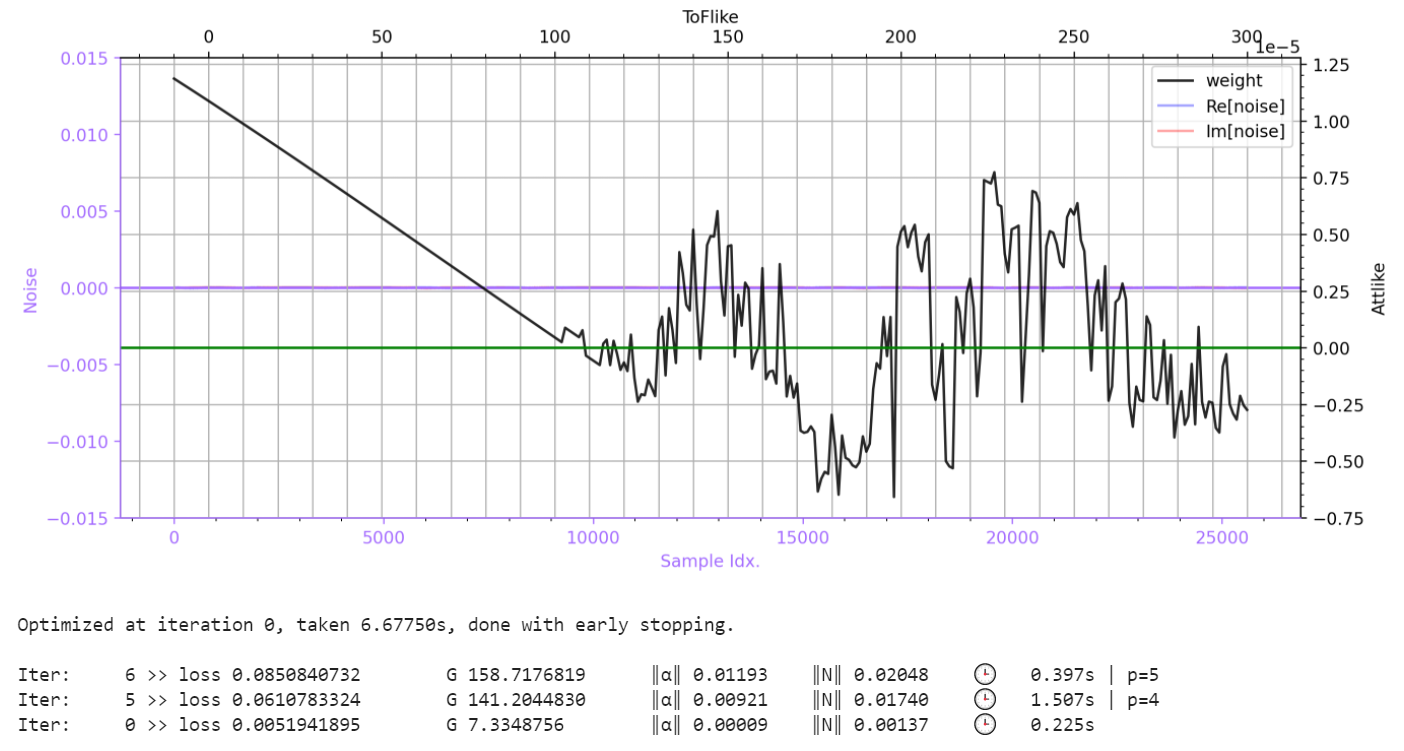 ToFlike
0 50 100 150 200 250 300
1e−5
0.015 1.25
weight
Re[noise]
Im[noise]
0.010 1.00
0.75
0.005 0.50
Noise 0.000 0.25 Attlike
0.00
−0.005
−0.25
−0.010
−0.50
−0.015 −0.75
0 5000 10000 15000 20000 25000
Sample Idx.
Optimized at iteration 0, taken 6.67750s, done with early stopping.
Iter: 6 >> loss 0.0850840732 G 158.7176819 ‖α‖ 0.01193 ‖N‖ 0.02048 🕒 0.397s | p=5
Iter: 5 >> loss 0.0610783324 G 141.2044830 ‖α‖ 0.00921 ‖N‖ 0.01740 🕒 1.507s | p=4
Iter: 0 >> loss 0.0051941895 G 7.3348756 ‖α‖ 0.00009 ‖N‖ 0.00137 🕒 0.225s